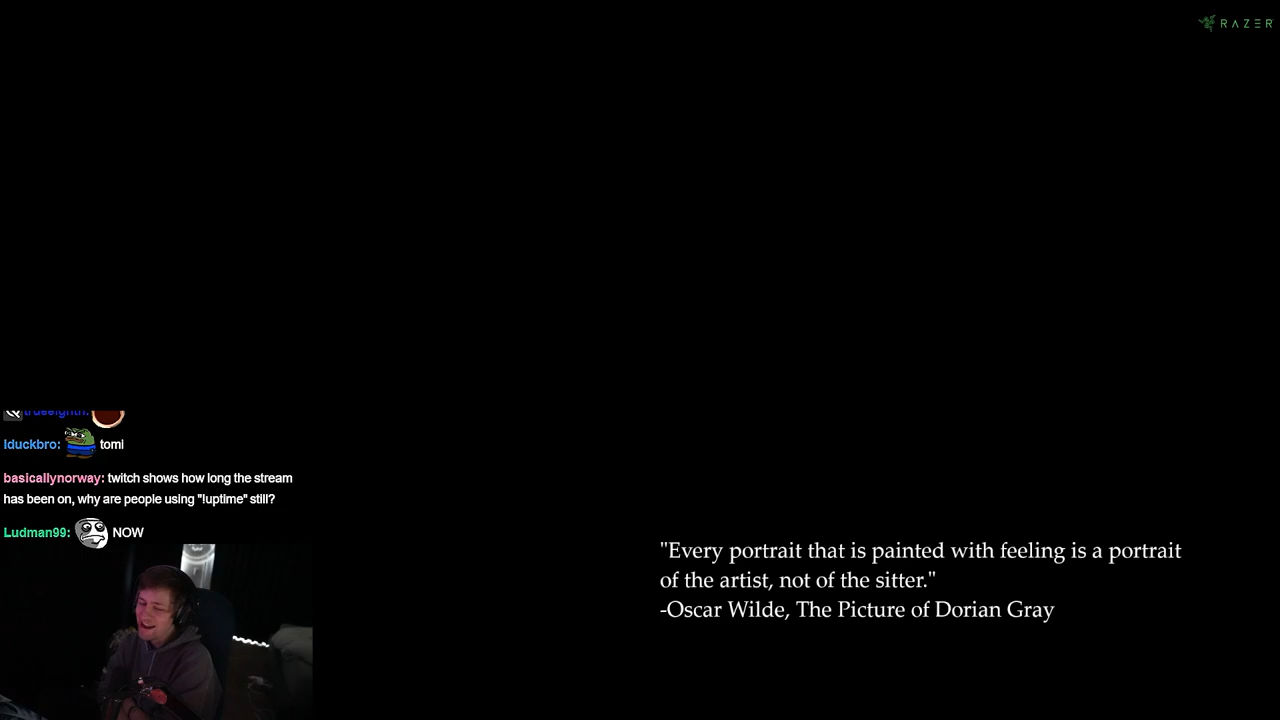 RAZER
Iduckbro: tomi
basicallynorway: twitch shows how long the stream
has been on, why are people using "!uptime" still?
Ludman99: NOW
"Every portrait that is painted with feeling is a portrait
of the artist, not of the sitter."
-Oscar Wilde, The Picture of Dorian Gray